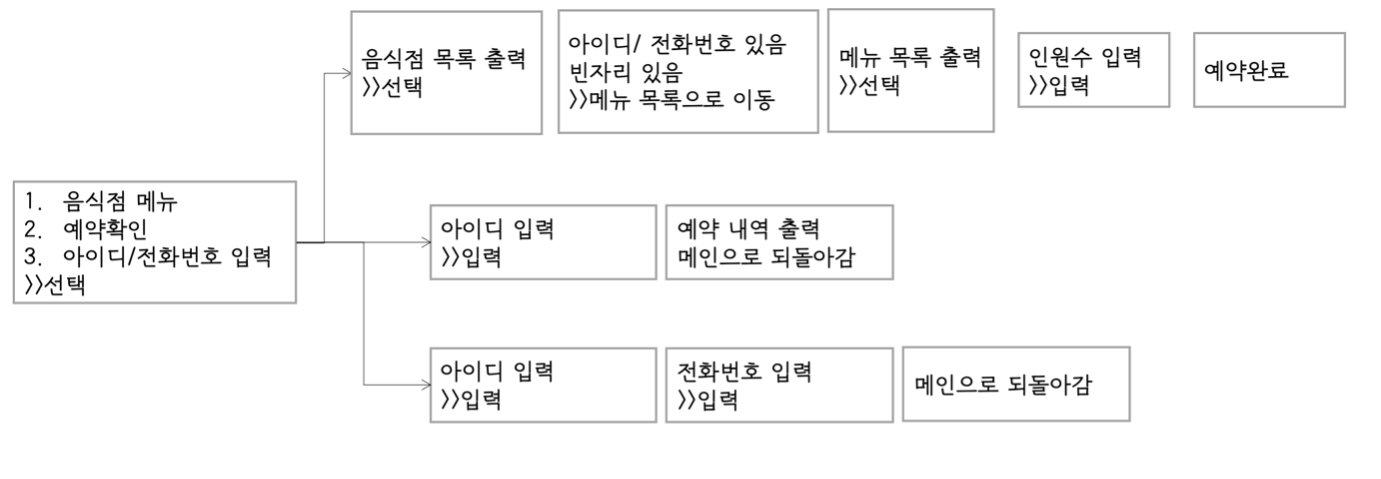 음식점 목록 출력
>>선택
아이디/ 전화번호 있음
빈자리 있음
>>메뉴 목록으로 이동
메뉴 목록 출력
>>선택
인원수 입력
>>입력
예약완료
1. 음식점 메뉴
2. 예약확인
3. 아이디/전화번호 입력
>>선택
아이디 입력
>>입력
예약 내역 출력
메인으로 되돌아감
아이디 입력
>>입력
전화번호 입력
>>입력
메인으로 되돌아감